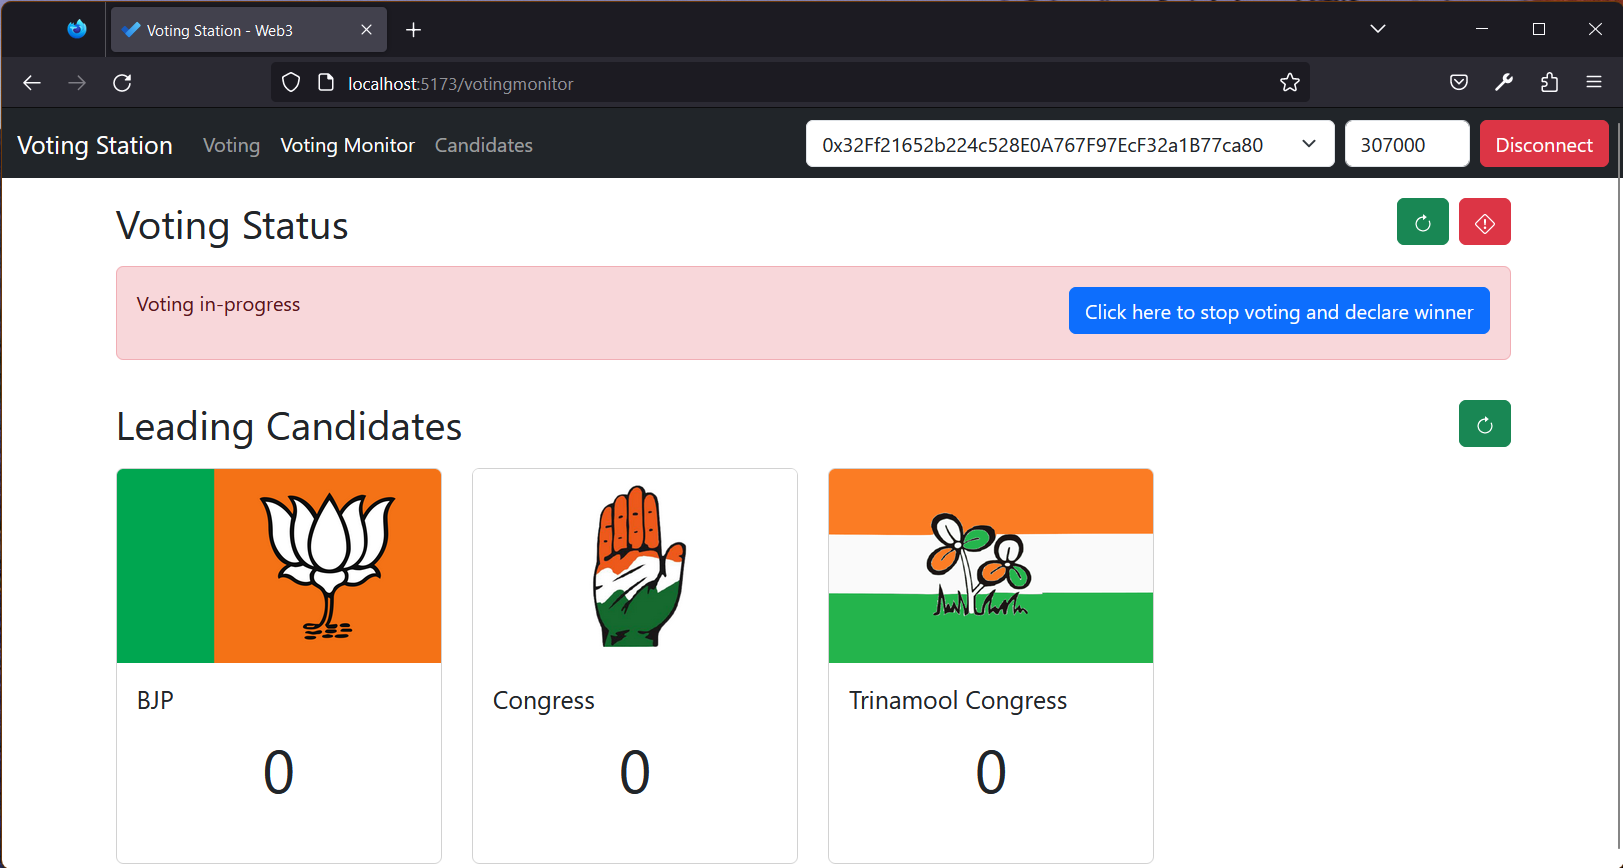 Voting Station - Web3
localhost:5173/votingmonitor
Voting Station Voting Voting Monitor Candidates 0x32Ff21652b224c528E0A767F97EcF32a1B77ca80 307000 Disconnect
Voting Status
Voting in-progress Click here to stop voting and declare winner
Leading Candidates
BJP Congress Trinamool Congress
0 0 0